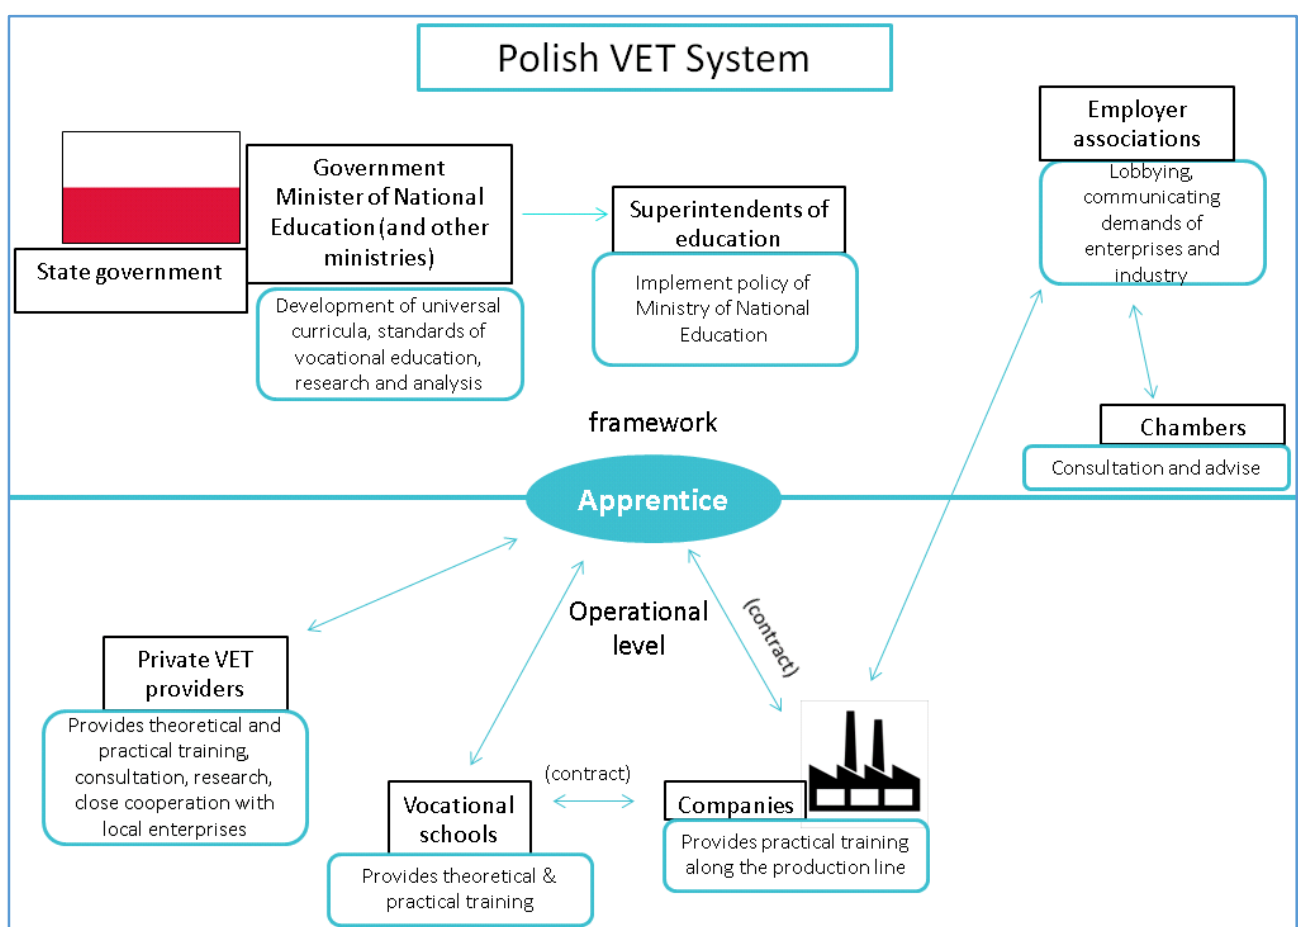 Polish VET System
State government
Government
Minister of National
Education (and other
ministries)
Development of universal
curricula, standards of
vocational education,
research and analysis
Superintendents of
education
Implement policy of
Ministry of National
Education
Employer
associations
Lobbying,
communicating
demands of
enterprises and
industry
Chambers
Consultation and advise
framework
Apprentice
Operational
level
(contract)
Private VET
providers
Provides theoretical and
practical training,
consultation, research,
close cooperation with
local enterprises
Vocational
schools
Provides theoretical &
practical training
(contract)
Companies
Provides practical training
along the production line